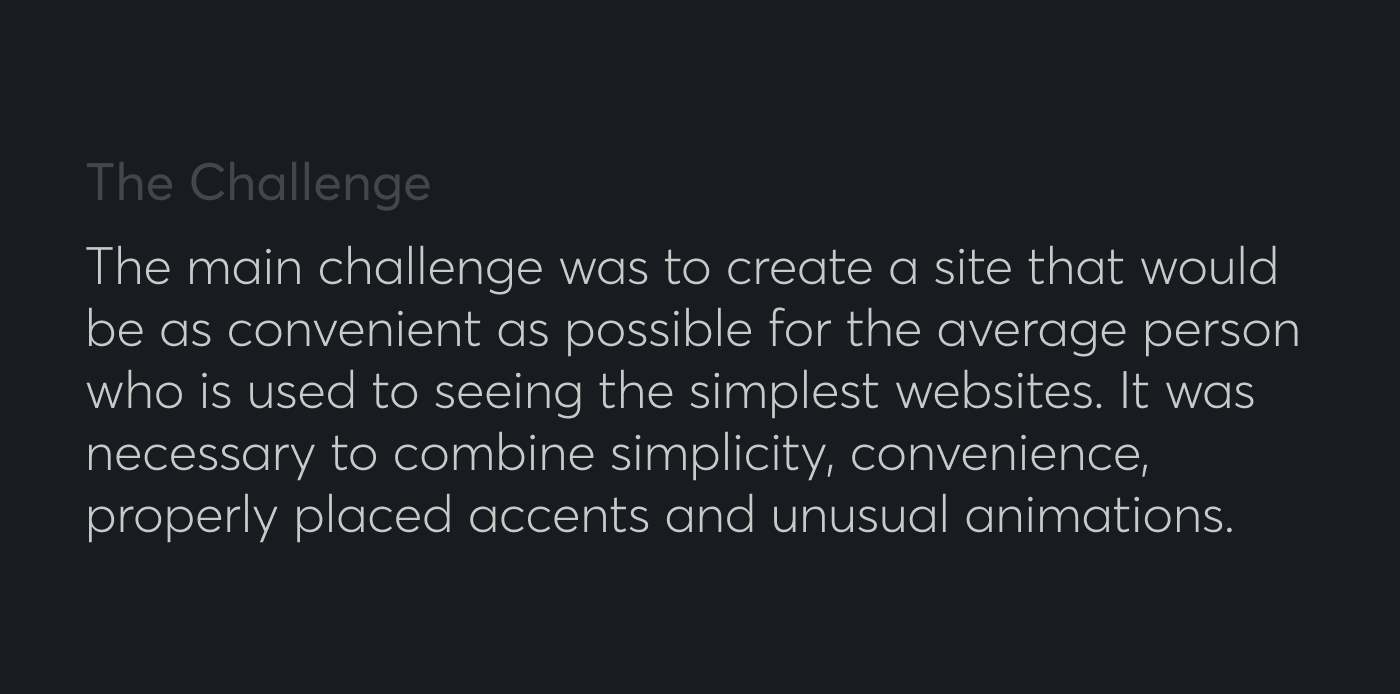 The Challenge
The main challenge was to create a site that would
be as convenient as possible for the average person
who is used to seeing the simplest websites. It was
necessary to combine simplicity, convenience,
properly placed accents and unusual animations.